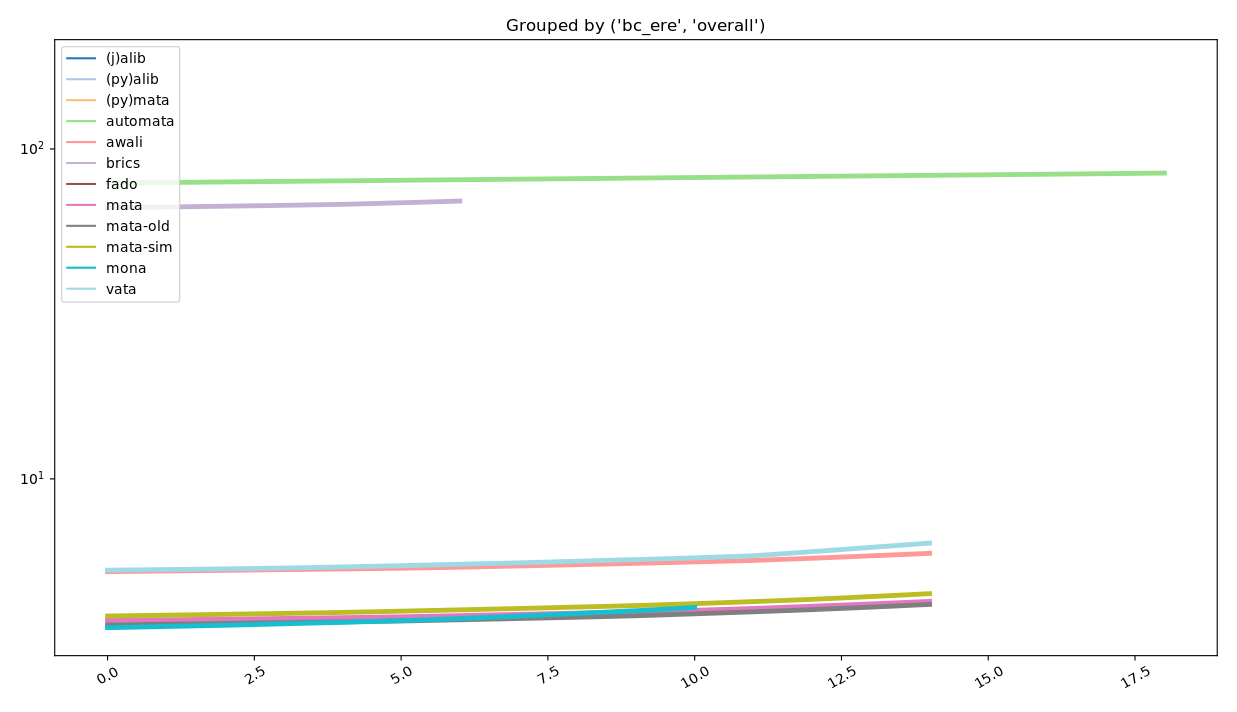 Grouped by ('bc_ere', 'overall')
(j)alib
(py)alib
(py)mata
automata
awali
brics
fado
mata
mata-old
mata-sim
mona
vata
10²
10¹
0.0
2.5
5.0
7.5
10.0
12.5
15.0
17.5